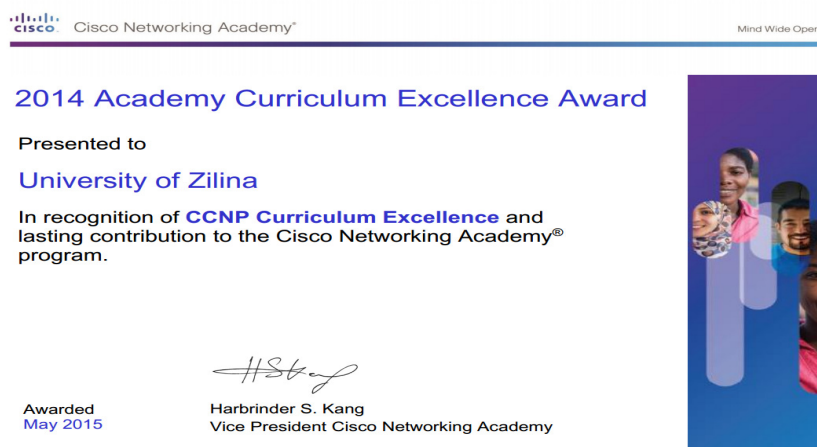 CISCO. Cisco Networking Academy®
Mind Wide Open
2014 Academy Curriculum Excellence Award
Presented to
University of Zilina
In recognition of CCNP Curriculum Excellence and
lasting contribution to the Cisco Networking Academy®
program.
Awarded
May 2015
Harbrinder S. Kang
Vice President Cisco Networking Academy